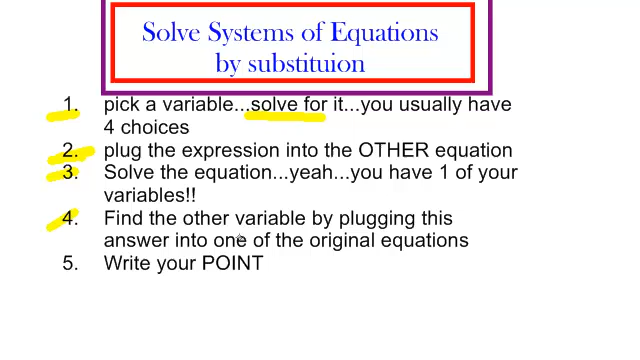 Solve Systems of Equations
by substituion
1. pick a variable...solve for it...you usually have
4 choices
2. plug the expression into the OTHER equation
3. Solve the equation...yeah...you have 1 of your
variables!!
4. Find the other variable by plugging this
answer into one of the original equations
5. Write your POINT